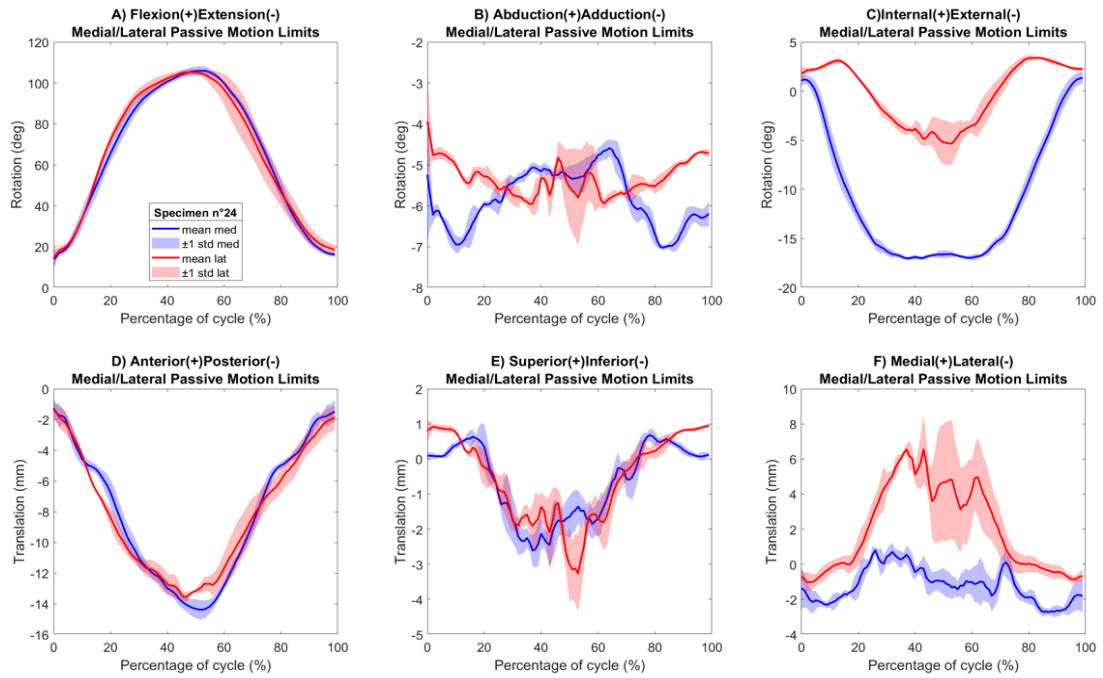 A) Flexion(+)Extension(-)
Medial/Lateral Passive Motion Limits
120
100
80
60
40
20
0
Rotation (deg)
Specimen n°24
mean med
±1 std med
mean lat
±1 std lat
0 20 40 60 80 100
Percentage of cycle (%)
B) Abduction(+)Adduction(-)
Medial/Lateral Passive Motion Limits
-2
-3
-4
-5
-6
-7
-8
Rotation (deg)
0 20 40 60 80 100
Percentage of cycle (%)
C)Internal(+)External(-)
Medial/Lateral Passive Motion Limits
5
0
-5
-10
-15
-20
Rotation (deg)
0 20 40 60 80 100
Percentage of cycle (%)
D) Anterior(+)Posterior(-)
Medial/Lateral Passive Motion Limits
0
-2
-4
-6
-8
-10
-12
-14
-16
Translation (mm)
0 20 40 60 80 100
Percentage of cycle (%)
E) Superior(+)Inferior(-)
Medial/Lateral Passive Motion Limits
2
1
0
-1
-2
-3
-4
-5
Translation (mm)
0 20 40 60 80 100
Percentage of cycle (%)
F) Medial(+)Lateral(-)
Medial/Lateral Passive Motion Limits
10
8
6
4
2
0
-2
-4
Translation (mm)
0 20 40 60 80 100
Percentage of cycle (%)